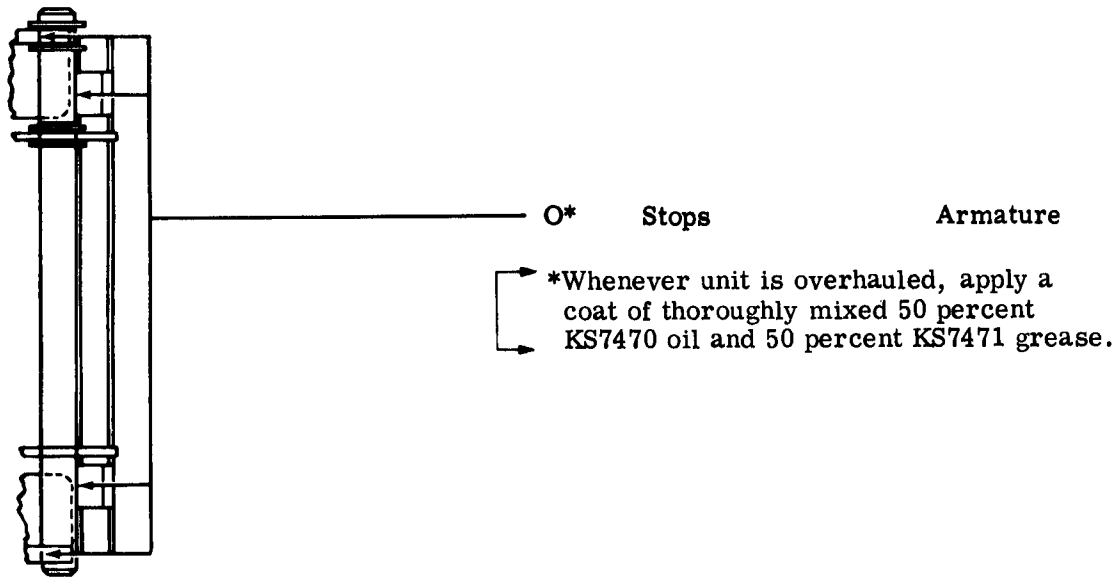 O* Stops Armature
*Whenever unit is overhauled, apply a
coat of thoroughly mixed 50 percent
KS7470 oil and 50 percent KS7471 grease.